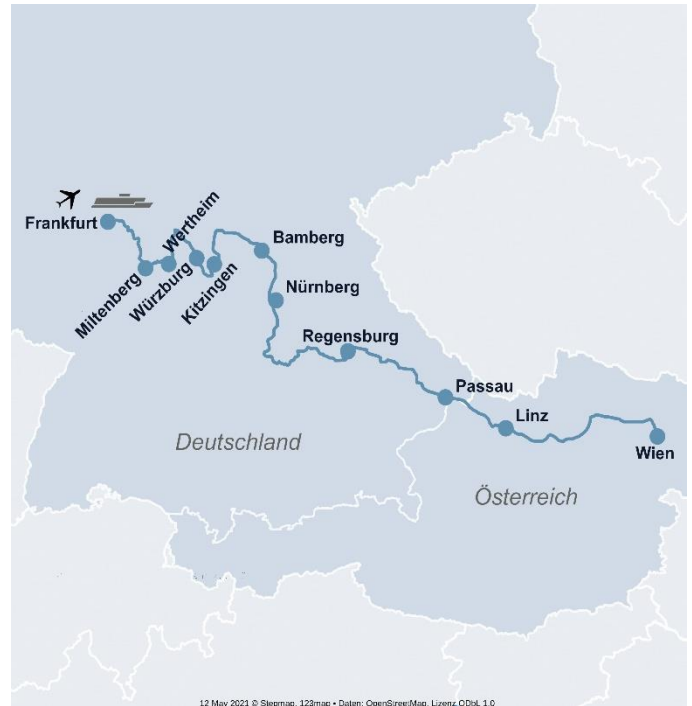 Frankfurt
Miltenberg
Wertheim
Würzburg
Kitzingen
Bamberg
Nürnberg
Regensburg
Passau
Linz
Wien
Deutschland
Österreich
12 May 2021 © Stepmap, 123map • Daten: OpenStreetMap, Lizenz ODbL 1.0